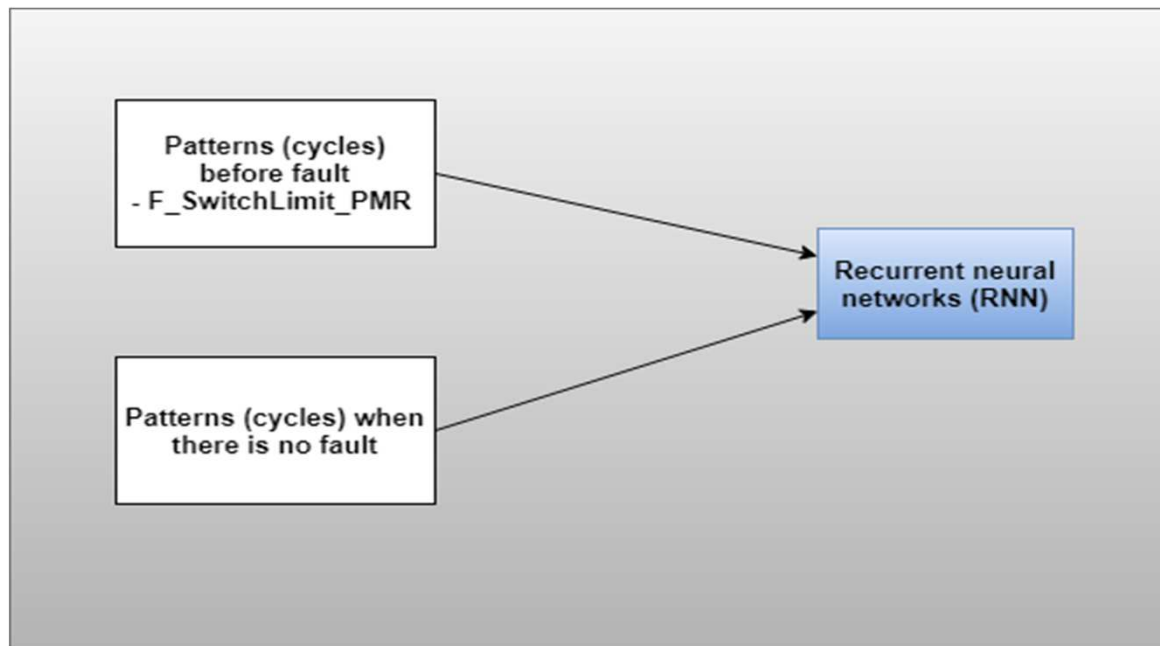 Patterns (cycles)
before fault
- F_SwitchLimit_PMR
Recurrent neural
networks (RNN)
Patterns (cycles) when
there is no fault